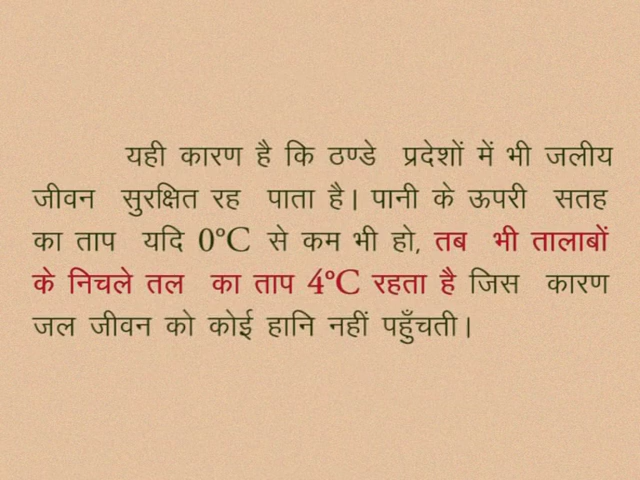 यही कारण है कि ठण्डे प्रदेशों में भी जलीय
जीवन सुरक्षित रह पाता है। पानी के ऊपरी सतह
का ताप यदि 0°C से कम भी हो, तब भी तालाबों
के निचले तल का ताप 4°C रहता है जिस कारण
जल जीवन को कोई हानि नहीं पहुँचती।